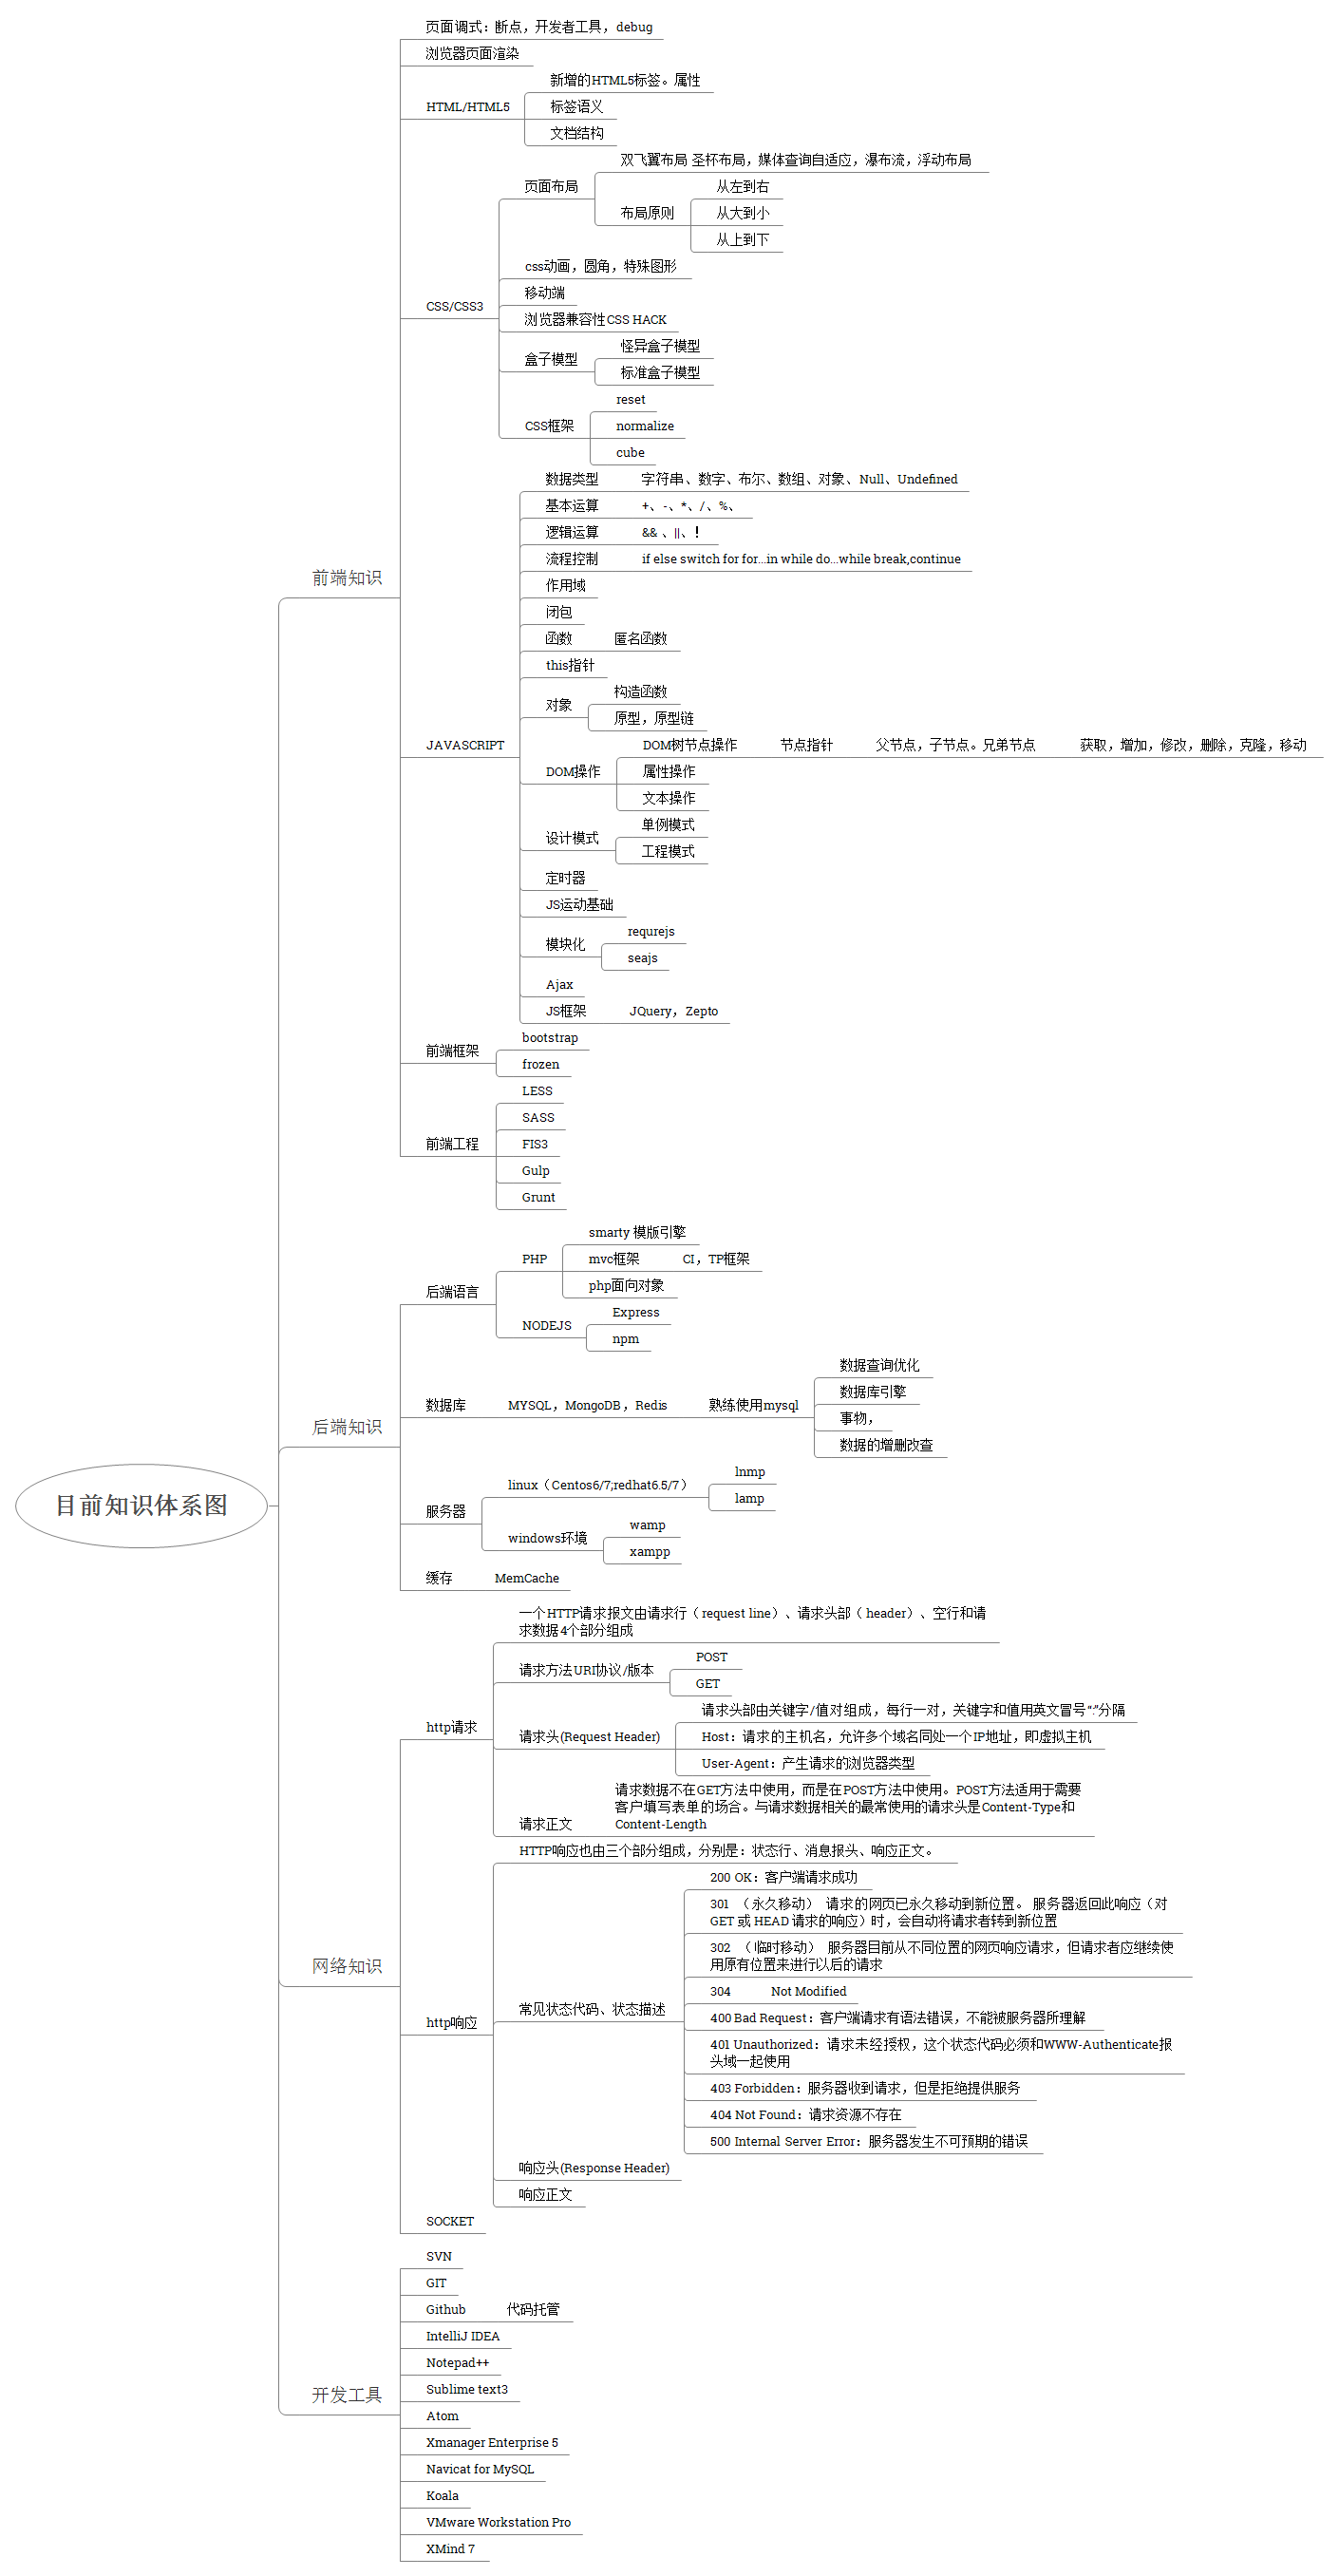 页面调式：断点，开发者工具，debug
浏览器页面渲染
新增的HTML5标签。属性
HTML/HTML5
标签语义
文档结构
双飞翼布局 圣杯布局，媒体查询自适应，瀑布流，浮动布局
页面布局
从左到右
布局原则
从大到小
从上到下
css动画，圆角，特殊图形
移动端
CSS/CSS3
浏览器兼容性CSS HACK
怪异盒子模型
盒子模型
标准盒子模型
reset
CSS框架
normalize
cube
数据类型
字符串、数字、布尔、数组、对象、Null、Undefined
基本运算
+、-、*、/、%、
逻辑运算
&& 、||、！
前端知识
流程控制
if else switch for for...in while do...while break,continue
作用域
闭包
函数
匿名函数
this指针
构造函数
对象
原型，原型链
JAVASCRIPT
DOM树节点操作
节点指针
父节点，子节点。兄弟节点
获取，增加，修改，删除，克隆，移动
DOM操作
属性操作
文本操作
单例模式
设计模式
工程模式
定时器
JS运动基础
requrejs
模块化
seajs
Ajax
JS框架
JQuery，Zepto
bootstrap
前端框架
frozen
LESS
SASS
前端工程
FIS3
Gulp
Grunt
smarty 模版引擎
PHP
mvc框架
CI，TP框架
php面向对象
后端语言
Express
NODEJS
npm
数据查询优化
数据库引擎
数据库
MYSQL，MongoDB，Redis
熟练使用mysql
事物，
数据的增删改查
后端知识
lnmp
linux（Centos6/7;redhat6.5/7）
lamp
服务器
wamp
windows环境
xampp
缓存
MemCache
目前知识体系图
一个HTTP请求报文由请求行（request line）、请求头部（header）、空行和请
求数据4个部分组成
POST
请求方法URI协议/版本
GET
http请求
请求头部由关键字/值对组成，每行一对，关键字和值用英文冒号“:”分隔
请求头(Request Header)
Host：请求的主机名，允许多个域名同处一个IP地址，即虚拟主机
User-Agent：产生请求的浏览器类型
请求数据不在GET方法中使用，而是在POST方法中使用。POST方法适用于需要
客户填写表单的场合。与请求数据相关的最常使用的请求头是Content-Type和
Content-Length
请求正文
HTTP响应也由三个部分组成，分别是：状态行、消息报头、响应正文。
200 OK：客户端请求成功
301 （永久移动） 请求的网页已永久移动到新位置。 服务器返回此响应（对
GET 或 HEAD 请求的响应）时，会自动将请求者转到新位置
302 （临时移动） 服务器目前从不同位置的网页响应请求，但请求者应继续使
用原有位置来进行以后的请求
网络知识
304 Not Modified
常见状态代码、状态描述
http响应
400 Bad Request：客户端请求有语法错误，不能被服务器所理解
401 Unauthorized：请求未经授权，这个状态代码必须和WWW-Authenticate报
头域一起使用
403 Forbidden：服务器收到请求，但是拒绝提供服务
404 Not Found：请求资源不存在
500 Internal Server Error：服务器发生不可预期的错误
响应头(Response Header)
响应正文
SOCKET
SVN
GIT
Github
代码托管
IntelliJ IDEA
Notepad++
Sublime text3
开发工具
Atom
Xmanager Enterprise 5
Navicat for MySQL
Koala
VMware Workstation Pro
XMind 7